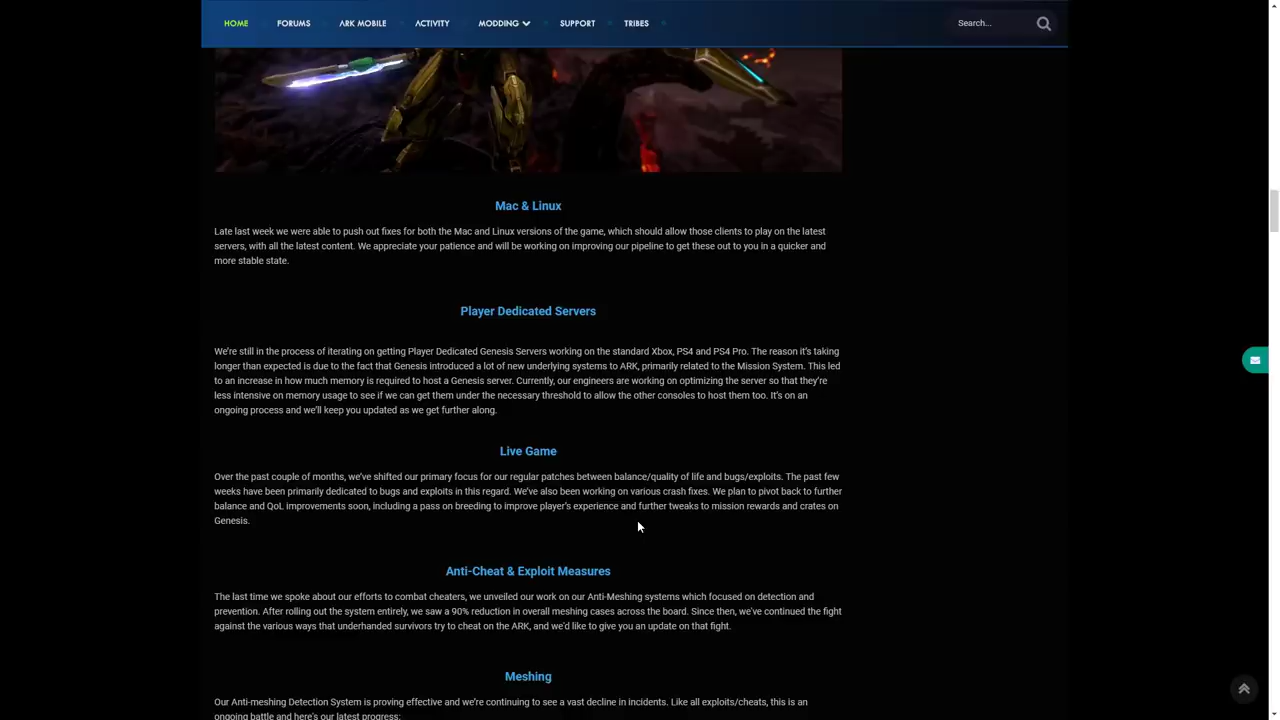 HOME FORUMS ARK MOBILE ACTIVITY MODDING SUPPORT TRIBES Search...
Mac & Linux
Late last week we were able to push out fixes for both the Mac and Linux versions of the game, which should allow those clients to play on the latest
servers, with all the latest content. We appreciate your patience and will be working on improving our pipeline to get these out to you in a quicker and
more stable state.
Player Dedicated Servers
We're still in the process of iterating on getting Player Dedicated Genesis Servers working on the standard Xbox, PS4 and PS4 Pro. The reason it's taking
longer than expected is due to the fact that Genesis introduced a lot of new underlying systems to ARK, primarily related to the Mission System. This led
to an increase in how much memory is required to host a Genesis server. Currently, our engineers are working on optimizing the server so that they're
less intensive on memory usage to see if we can get them under the necessary threshold to allow the other consoles to host them too. It's on an
ongoing process and we'll keep you updated as we get further along.
Live Game
Over the past couple of months, we've shifted our primary focus for our regular patches between balance/quality of life and bugs/exploits. The past few
weeks have been primarily dedicated to bugs and exploits in this regard. We've also been working on various crash fixes. We plan to pivot back to further
balance and QoL improvements soon, including a pass on breeding to improve player's experience and further tweaks to mission rewards and crates on
Genesis.
Anti-Cheat & Exploit Measures
The last time we spoke about our efforts to combat cheaters, we unveiled our work on our Anti-Meshing systems which focused on detection and
prevention. After rolling out the system entirely, we saw a 90% reduction in overall meshing cases across the board. Since then, we've continued the fight
against the various ways that underhanded survivors try to cheat on the ARK, and we'd like to give you an update on that fight.
Meshing
Our Anti-meshing Detection System is proving effective and we're continuing to see a vast decline in incidents. Like all exploits/cheats, this is an
ongoing battle and here's our latest progress: